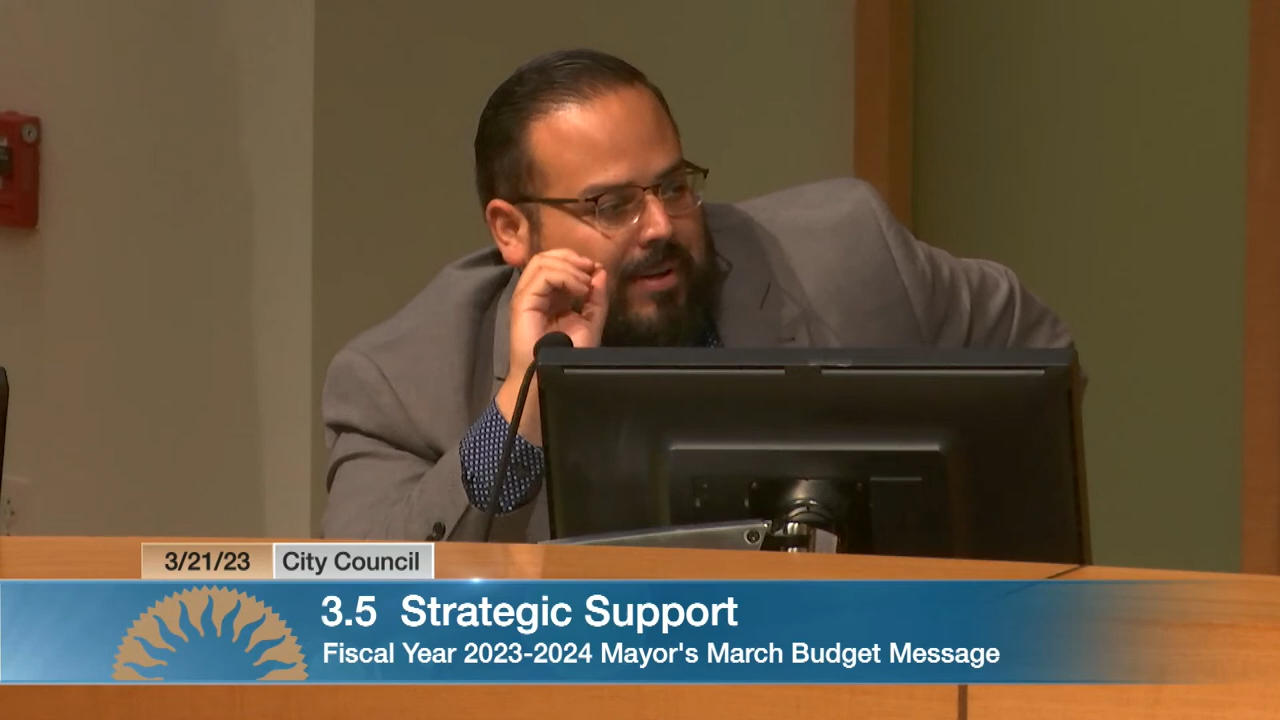 3/21/23 City Council
3.5 Strategic Support
Fiscal Year 2023-2024 Mayor's March Budget Message